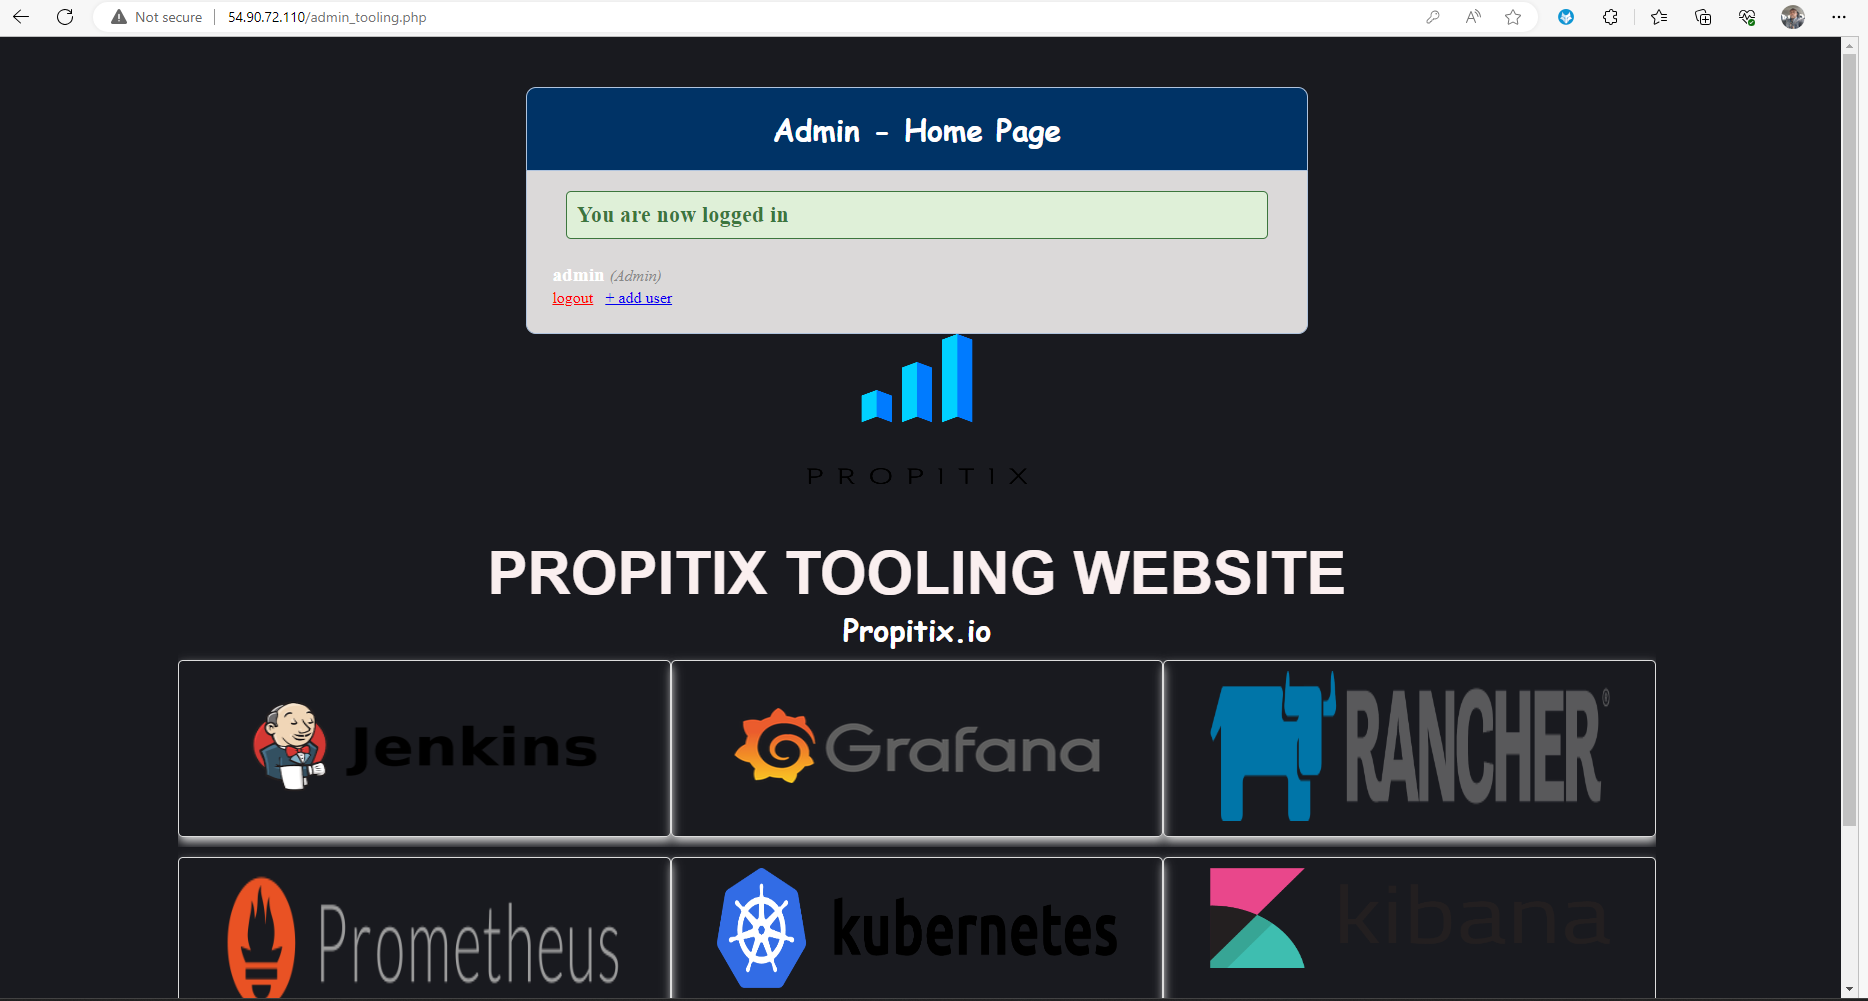 Not secure 54.90.72.110/admin_tooling.php
Admin - Home Page
You are now logged in
admin (Admin)
logout + add user
PROPITIX
PROPITIX TOOLING WEBSITE
Propitix.io
Jenkins Grafana RANCHER®
Prometheus kubernetes kibana